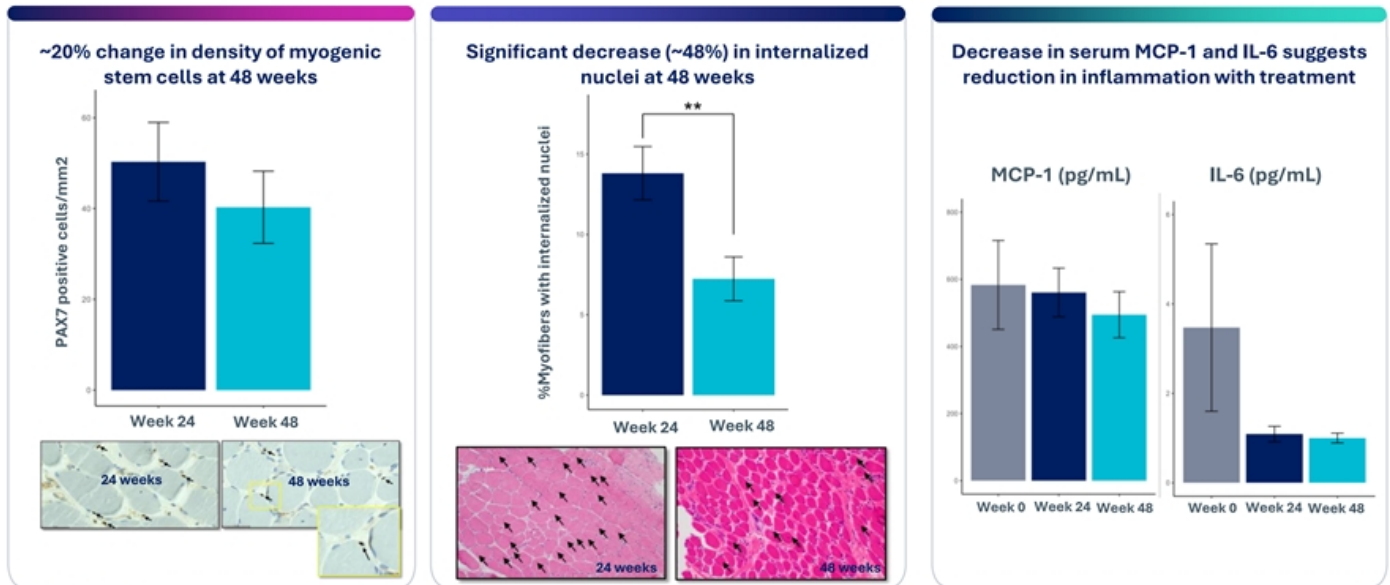 ~20% change in density of myogenic
stem cells at 48 weeks
PAX7 positive cells/mm2
60
40
20
0
Week 24
Week 48
24 weeks
48 weeks
Significant decrease (~48%) in internalized
nuclei at 48 weeks
%Myofibers with internalized nuclei
**
15
10
5
0
Week 24
Week 48
24 weeks
48 weeks
Decrease in serum MCP-1 and IL-6 suggests
reduction in inflammation with treatment
MCP-1 (pg/mL)
800
600
400
200
0
Week 0
Week 24
Week 48
IL-6 (pg/mL)
6
4
2
0
Week 0
Week 24
Week 48